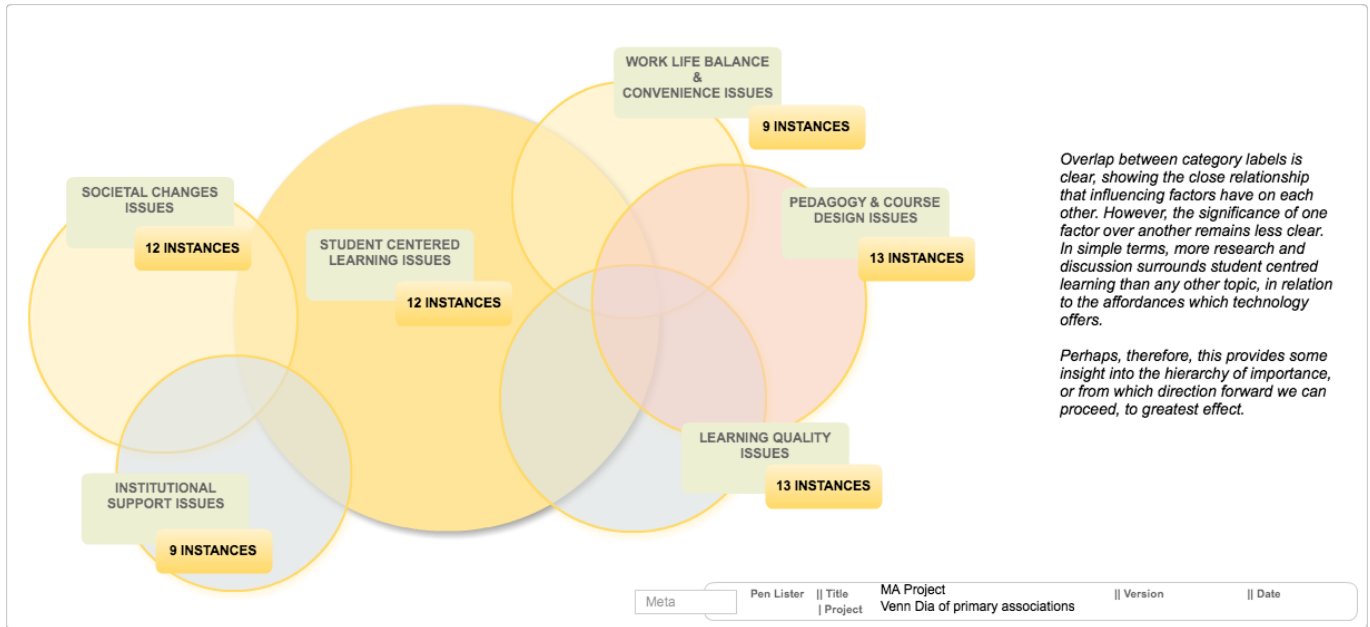 WORK LIFE BALANCE
&
CONVENIENCE ISSUES
9 INSTANCES
SOCIETAL CHANGES
ISSUES
12 INSTANCES
STUDENT CENTERED
LEARNING ISSUES
12 INSTANCES
PEDAGOGY & COURSE
DESIGN ISSUES
13 INSTANCES
LEARNING QUALITY
ISSUES
13 INSTANCES
INSTITUTIONAL
SUPPORT ISSUES
9 INSTANCES
Overlap between category labels is
clear, showing the close relationship
that influencing factors have on each
other. However, the significance of one
factor over another remains less clear.
In simple terms, more research and
discussion surrounds student centred
learning than any other topic, in relation
to the affordances which technology
offers.
Perhaps, therefore, this provides some
insight into the hierarchy of importance,
or from which direction forward we can
proceed, to greatest effect.
Meta
Pen Lister || Title MA Project || Version || Date
| Project Venn Dia of primary associations